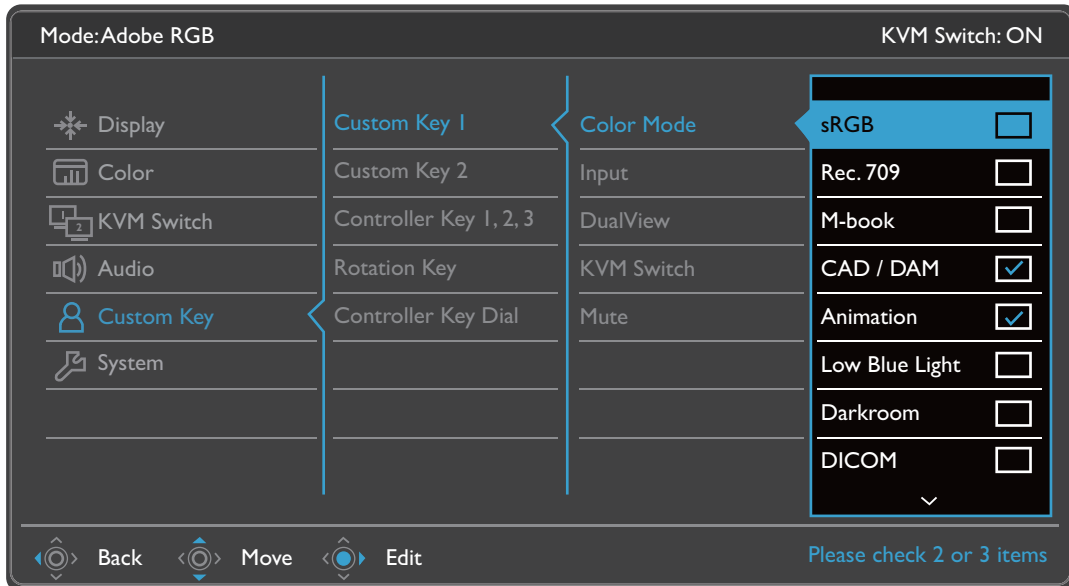 Mode: Adobe RGB
KVM Switch: ON
Display
Color
1
2
KVM Switch
Audio
Custom Key
System
Custom Key 1
Custom Key 2
Controller Key 1, 2, 3
Rotation Key
Controller Key Dial
Color Mode
Input
DualView
KVM Switch
Mute
sRGB
Rec. 709
M-book
CAD / DAM
Animation
Low Blue Light
Darkroom
DICOM
Back
Move
Edit
Please check 2 or 3 items